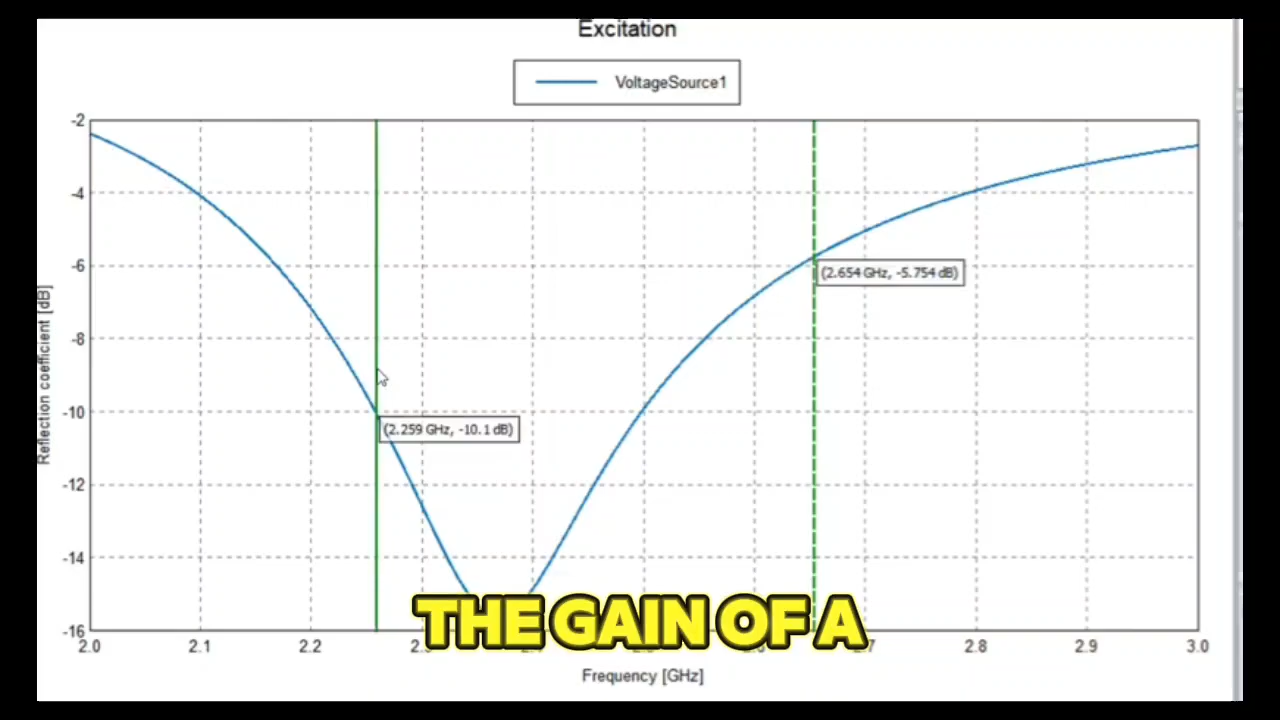 Excitation
VoltageSource1
-2
-4
-6
(2.654 GHz, -5.754 dB)
-8
Reflection coefficient [dB]
-10
(2.259 GHz, -10.1 dB)
-12
-14
THE GAIN OF A
-16
2.0 2.1 2.2 2.7 2.8 2.9 3.0
Frequency [GHz]